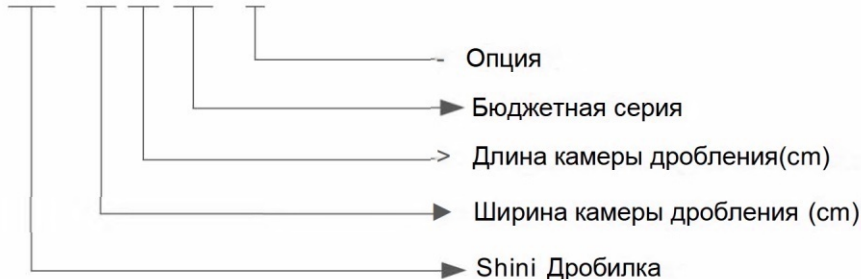 Опция
Бюджетная серия
Длина камеры дробления(cm)
Ширина камеры дробления (cm)
Shini Дробилка